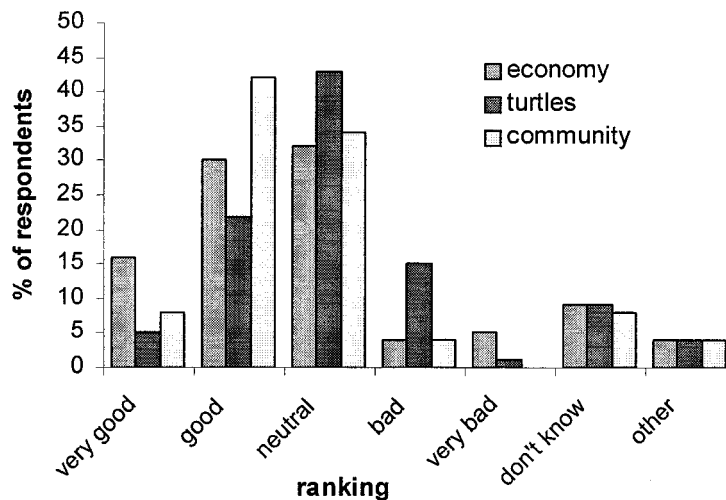 50
45
40
35
30
25
20
15
10
5
0
% of respondents
economy
turtles
community
very good
good
neutral
bad
very bad
don't know
other
ranking